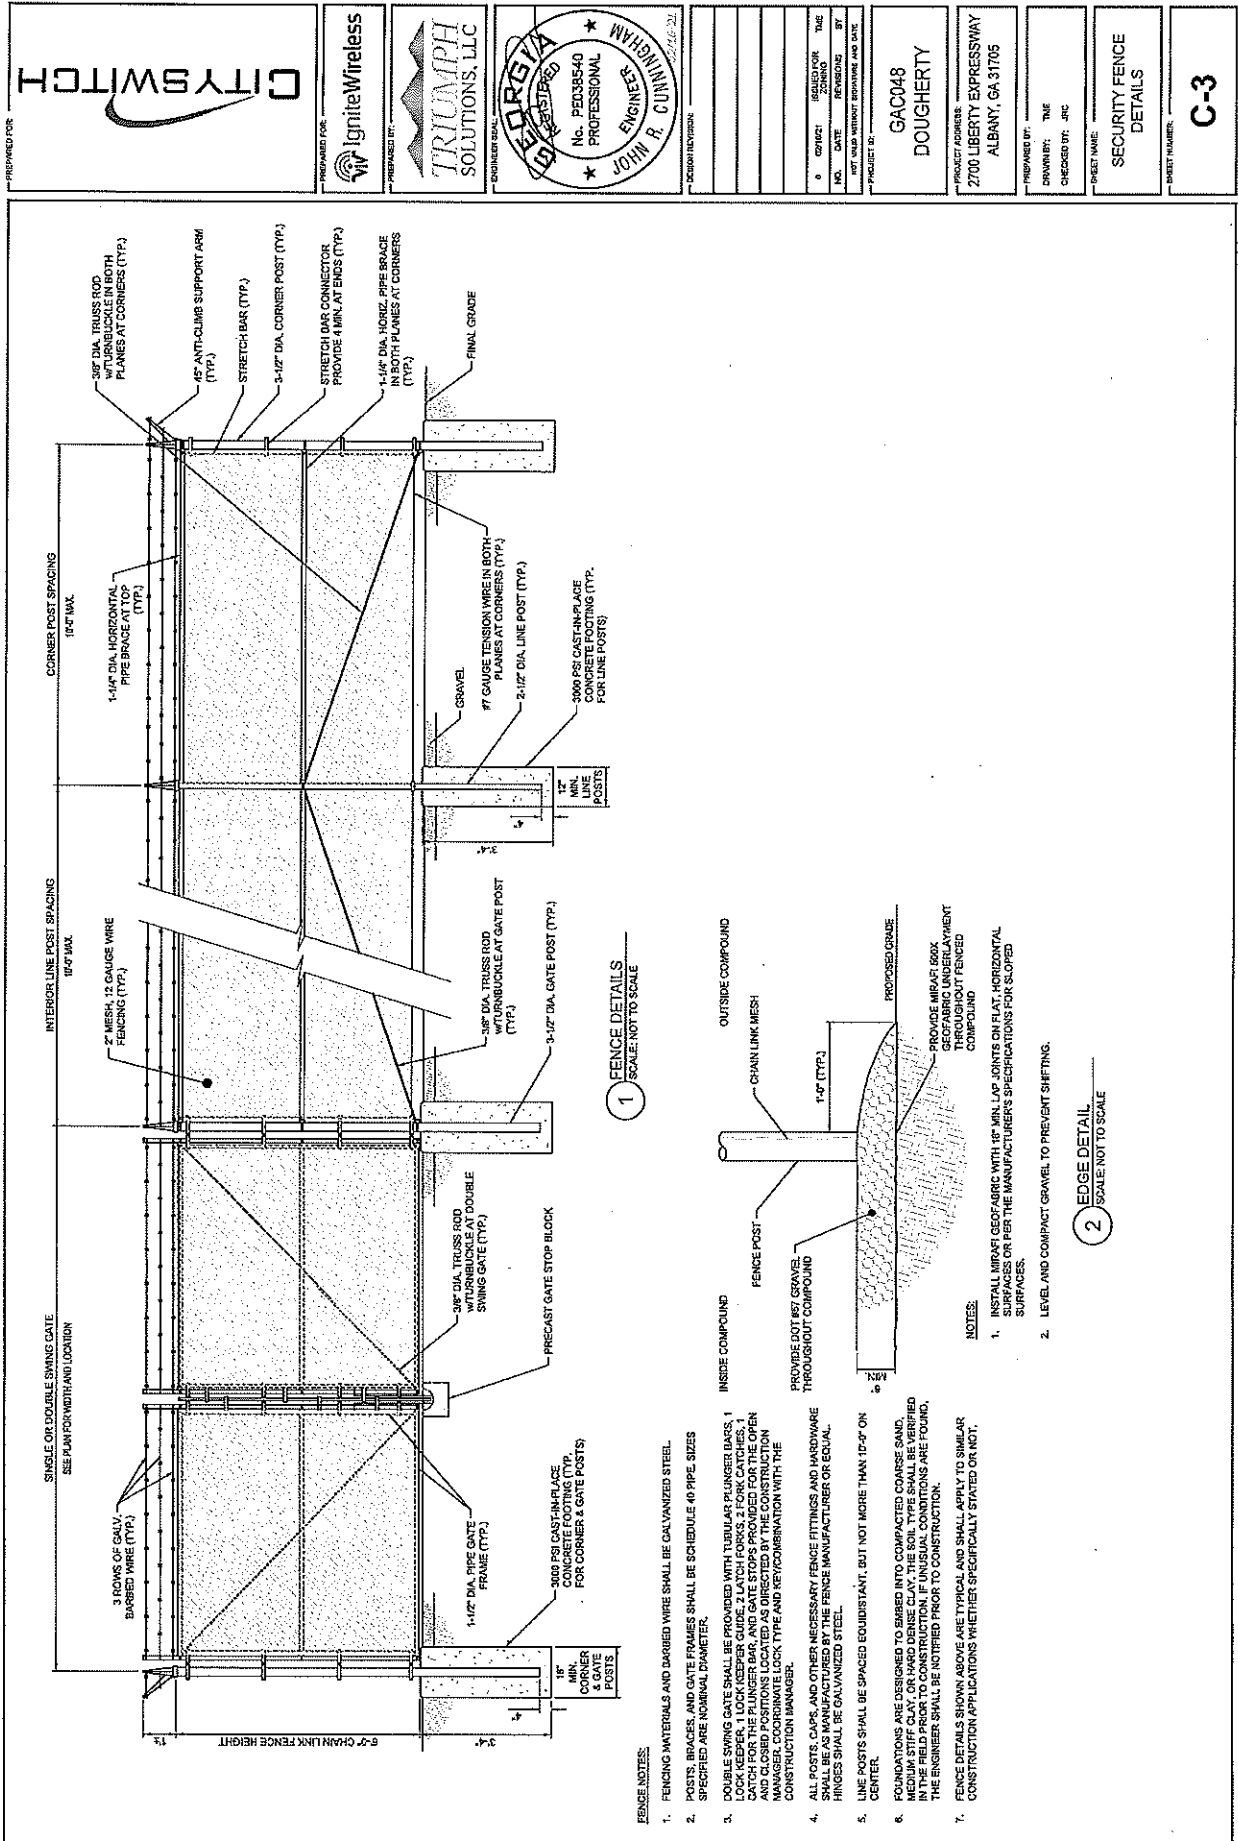 SINGLE OR DOUBLE SWING GATE
SEE PLAN FOR WIDTH AND LOCATION
INTERIOR LINE POST SPACING
10'-0" MAX.
CORNER POST SPACING
10'-0" MAX.
3 ROWS OF GALV.
BARBED WIRE (TYP.)
2" MESH, 12 GAUGE WIRE
FENCING (TYP.)
1-1/4" DIA. HORIZONTAL
PIPE BRACE AT TOP
(TYP.)
3/8" DIA. TRUSS ROD
W/TURNBUCKLE IN BOTH
PLANES AT CORNERS (TYP.)
45° ANTI-CLIMB SUPPORT ARM
(TYP.)
STRETCH BAR (TYP.)
3-1/2" DIA. CORNER POST (TYP.)
STRETCH BAR CONNECTOR
PROVIDE 4 MIN. AT ENDS (TYP.)
1-1/4" DIA. HORIZ. PIPE BRACE
IN BOTH PLANES AT CORNERS
(TYP.)
FINAL GRADE
1'±
6'-0" CHAIN LINK FENCE HEIGHT
3'-4"
4"
18"
MIN.
CORNER
& GATE
POSTS
3000 PSI CAST-IN-PLACE
CONCRETE FOOTING (TYP.
FOR CORNER & GATE POSTS)
1-1/2" DIA. PIPE GATE
FRAME (TYP.)
PRECAST GATE STOP BLOCK
3/8" DIA. TRUSS ROD
W/TURNBUCKLE AT DOUBLE
SWING GATE (TYP.)
3-1/2" DIA. GATE POST (TYP.)
3/8" DIA. TRUSS ROD
W/TURNBUCKLE AT GATE POST
(TYP.)
3'-4"
4"
12"
MIN.
LINE
POSTS
GRAVEL
#7 GAUGE TENSION WIRE IN BOTH
PLANES AT CORNERS (TYP.)
2-1/2" DIA. LINE POST (TYP.)
3000 PSI CAST-IN-PLACE
CONCRETE FOOTING (TYP.
FOR LINE POSTS)
1 FENCE DETAILS
SCALE: NOT TO SCALE
FENCE NOTES:
1. FENCING MATERIALS AND BARBED WIRE SHALL BE GALVANIZED STEEL.
2. POSTS, BRACES, AND GATE FRAMES SHALL BE SCHEDULE 40 PIPE. SIZES
SPECIFIED ARE NOMINAL DIAMETER.
3. DOUBLE SWING GATE SHALL BE PROVIDED WITH TUBULAR PLUNGER BARS, 1
LOCK KEEPER, 1 LOCK KEEPER GUIDE, 2 LATCH FORKS, 2 FORK CATCHES, 1
CATCH FOR THE PLUNGER BAR, AND GATE STOPS PROVIDED FOR THE OPEN
AND CLOSED POSITIONS LOCATED AS DIRECTED BY THE CONSTRUCTION
MANAGER. COORDINATE LOCK TYPE AND KEY/COMBINATION WITH THE
CONSTRUCTION MANAGER.
4. ALL POSTS, CAPS, AND OTHER NECESSARY FENCE FITTINGS AND HARDWARE
SHALL BE AS MANUFACTURED BY THE FENCE MANUFACTURER OR EQUAL.
HINGES SHALL BE GALVANIZED STEEL.
5. LINE POSTS SHALL BE SPACED EQUIDISTANT, BUT NOT MORE THAN 10'-0" ON
CENTER.
6. FOUNDATIONS ARE DESIGNED TO EMBED INTO COMPACTED COARSE SAND,
MEDIUM STIFF CLAY, OR HARD DENSE CLAY. THE SOIL TYPE SHALL BE VERIFIED
IN THE FIELD PRIOR TO CONSTRUCTION. IF UNUSUAL CONDITIONS ARE FOUND,
THE ENGINEER SHALL BE NOTIFIED PRIOR TO CONSTRUCTION.
7. FENCE DETAILS SHOWN ABOVE ARE TYPICAL AND SHALL APPLY TO SIMILAR
CONSTRUCTION APPLICATIONS WHETHER SPECIFICALLY STATED OR NOT.
INSIDE COMPOUND
OUTSIDE COMPOUND
FENCE POST
CHAIN LINK MESH
PROVIDE DOT #57 GRAVEL
THROUGHOUT COMPOUND
1'-0" (TYP.)
6"
MIN.
PROPOSED GRADE
PROVIDE MIRAFI 500X
GEOFABRIC UNDERLAYMENT
THROUGHOUT FENCED
COMPOUND
NOTES:
1. INSTALL MIRAFI GEOFABRIC WITH 18" MIN. LAP JOINTS ON FLAT, HORIZONTAL
SURFACES OR PER THE MANUFACTURER'S SPECIFICATIONS FOR SLOPED
SURFACES.
2. LEVEL AND COMPACT GRAVEL TO PREVENT SHIFTING.
2 EDGE DETAIL
SCALE: NOT TO SCALE
PREPARED FOR:
CITYSWITCH
PREPARED FOR:
IgniteWireless
PREPARED BY:
TRIUMPH
SOLUTIONS, LLC
ENGINEER SEAL:
GEORGIA
REGISTERED
No. PE038540
PROFESSIONAL
ENGINEER
JOHN R. CUNNINGHAM
DESIGN REVISION:
0 02/10/21 ISSUED FOR ZONING TME
NO. DATE REVISIONS BY
NOT VALID WITHOUT SIGNATURE AND DATE
PROJECT ID:
GAC048
DOUGHERTY
PROJECT ADDRESS:
2700 LIBERTY EXPRESSWAY
ALBANY, GA 31705
PREPARED BY:
DRAWN BY: TME
CHECKED BY: JRC
SHEET NAME:
SECURITY FENCE
DETAILS
SHEET NUMBER:
C-3